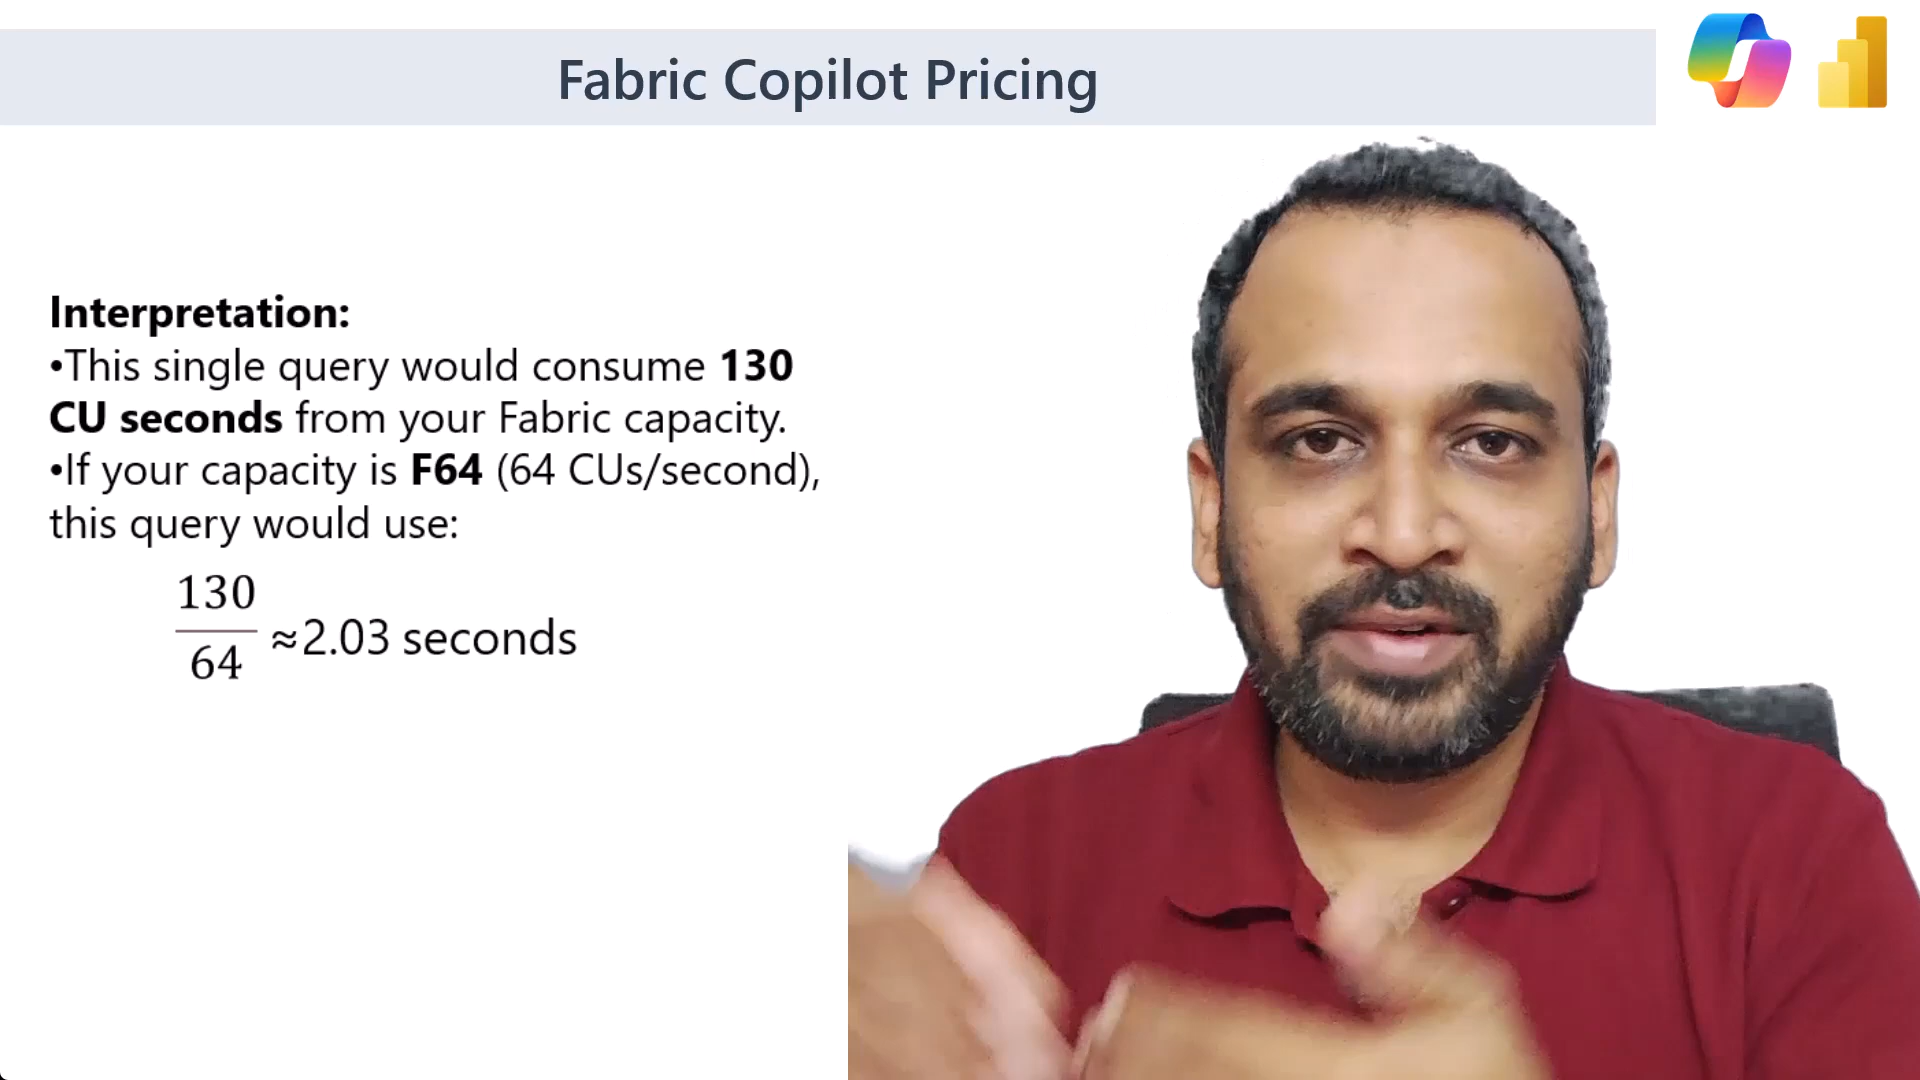 Fabric Copilot Pricing
Interpretation:
•This single query would consume 130
CU seconds from your Fabric capacity.
•If your capacity is F64 (64 CUs/second),
this query would use:
130
64
≈2.03 seconds